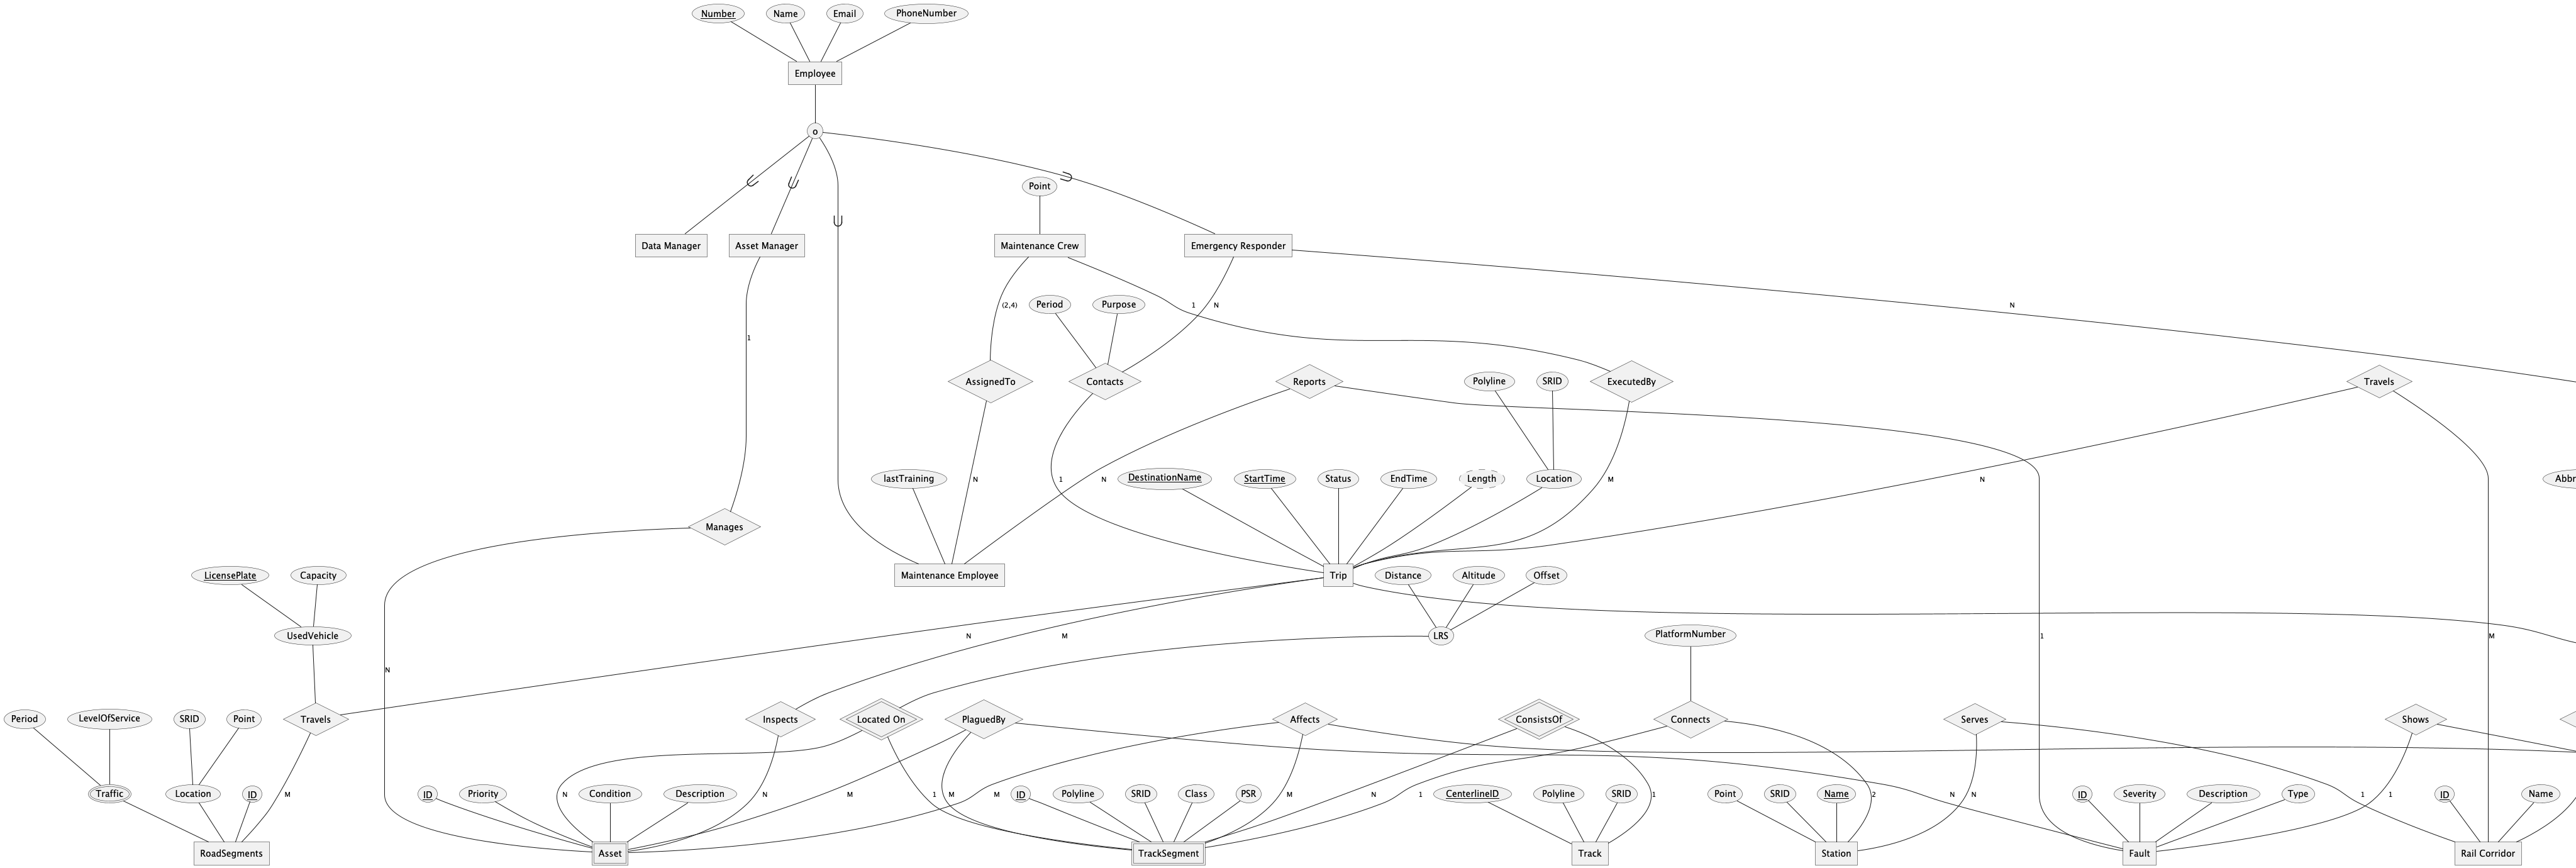 Number
Name
Email
PhoneNumber
Employee
o
Point
Data Manager
Asset Manager
Maintenance Crew
Emergency Responder
(2,4)
Period
Purpose
1
N
N
1
AssignedTo
Contacts
Reports
Polyline
SRID
ExecutedBy
Travels
lastTraining
N
1
N
DestinationName
StartTime
Status
EndTime
Length
Location
M
N
Abbr
Manages
LicensePlate
Capacity
Maintenance Employee
Trip
Distance
Altitude
Offset
UsedVehicle
N
M
LRS
PlatformNumber
1
M
N
Period
LevelOfService
SRID
Point
Travels
Inspects
Located On
PlaguedBy
Affects
ConsistsOf
Connects
Serves
Shows
Traffic
Location
ID
M
ID
Priority
Condition
Description
N
N
M
1
M
M
ID
Polyline
SRID
Class
PSR
M
N
1
CenterlineID
Polyline
SRID
1
Point
SRID
Name
2
N
N
ID
Severity
Description
Type
1
1
ID
Name
RoadSegments
Asset
TrackSegment
Track
Station
Fault
Rail Corridor